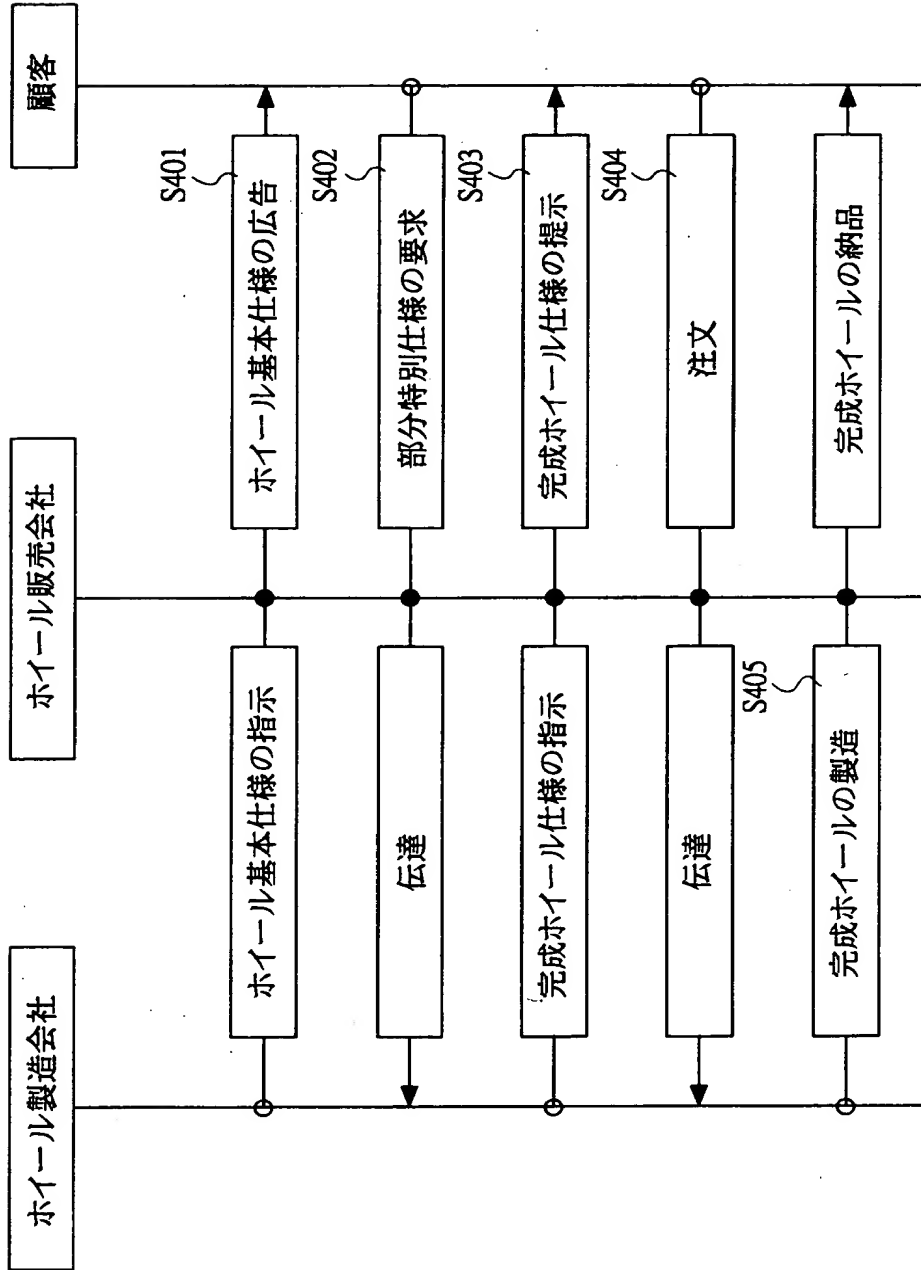 ホイール製造会社
ホイール販売会社
顧客
ホイール基本仕様の指示
ホイール基本仕様の広告
S401
伝達
部分特別仕様の要求
S402
完成ホイール仕様の指示
完成ホイール仕様の提示
S403
伝達
注文
S404
完成ホイールの製造
S405
完成ホイールの納品